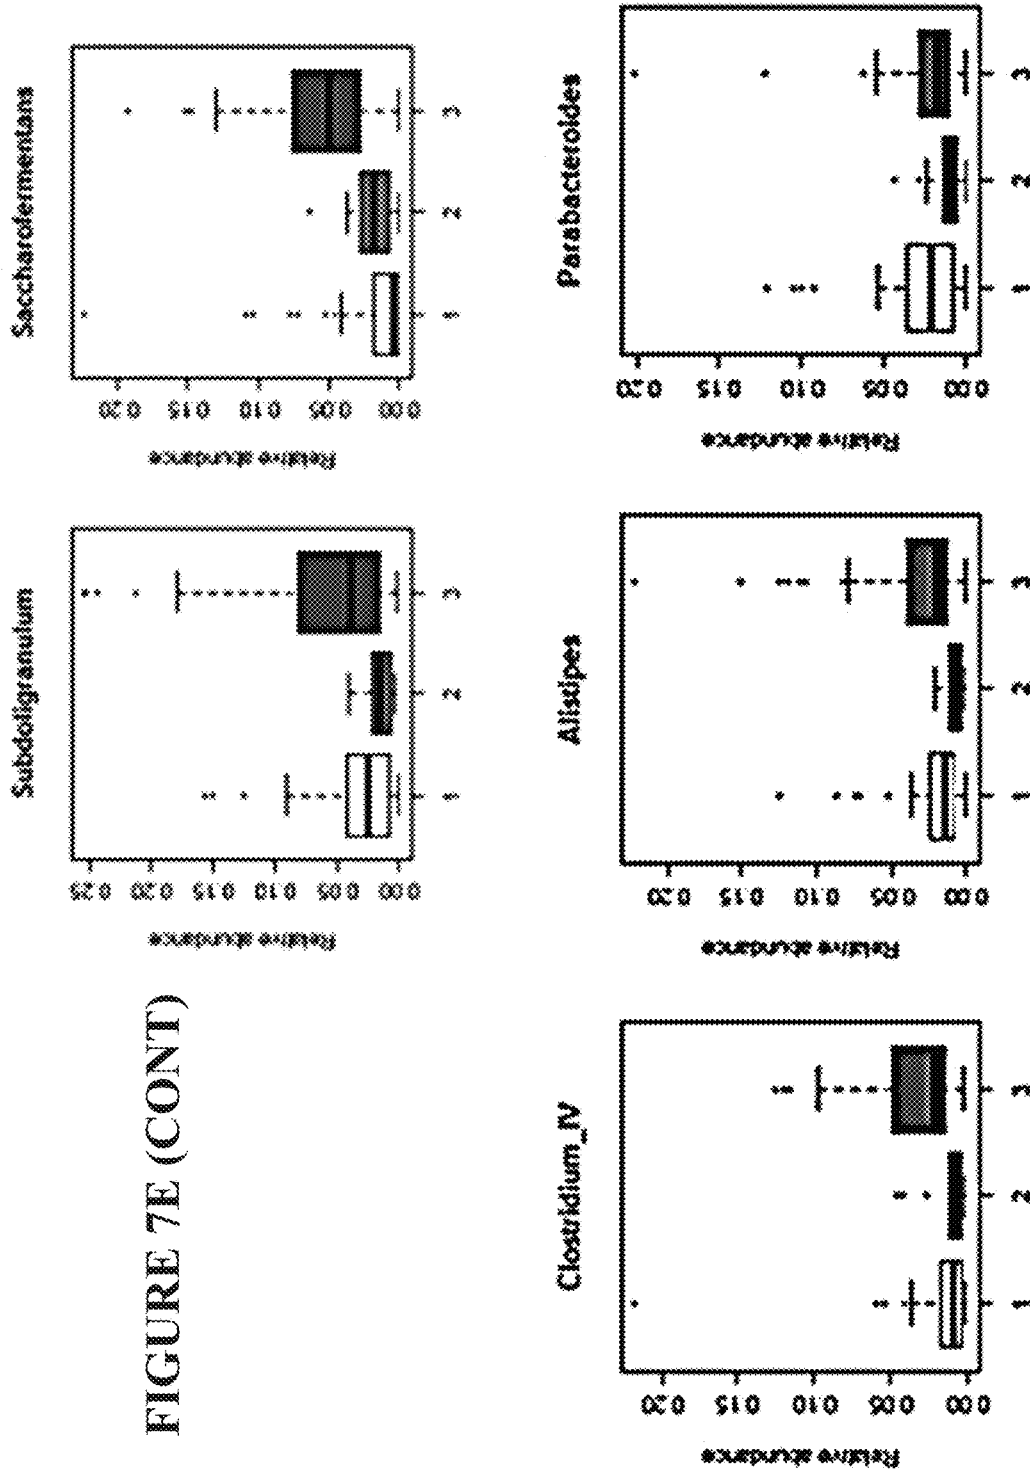 FIGURE 7E (CONT)
Subdoligranulum
Relative abundance
0.25
0.20
0.15
0.10
0.05
0.00
1 2 3
Saccharofermentans
Relative abundance
0.20
0.15
0.10
0.05
0.00
1 2 3
Clostridium_IV
Relative abundance
0.20
0.15
0.10
0.05
0.00
1 2 3
Alistipes
Relative abundance
0.20
0.15
0.10
0.05
0.00
1 2 3
Parabacteroides
Relative abundance
0.20
0.15
0.10
0.05
0.00
1 2 3